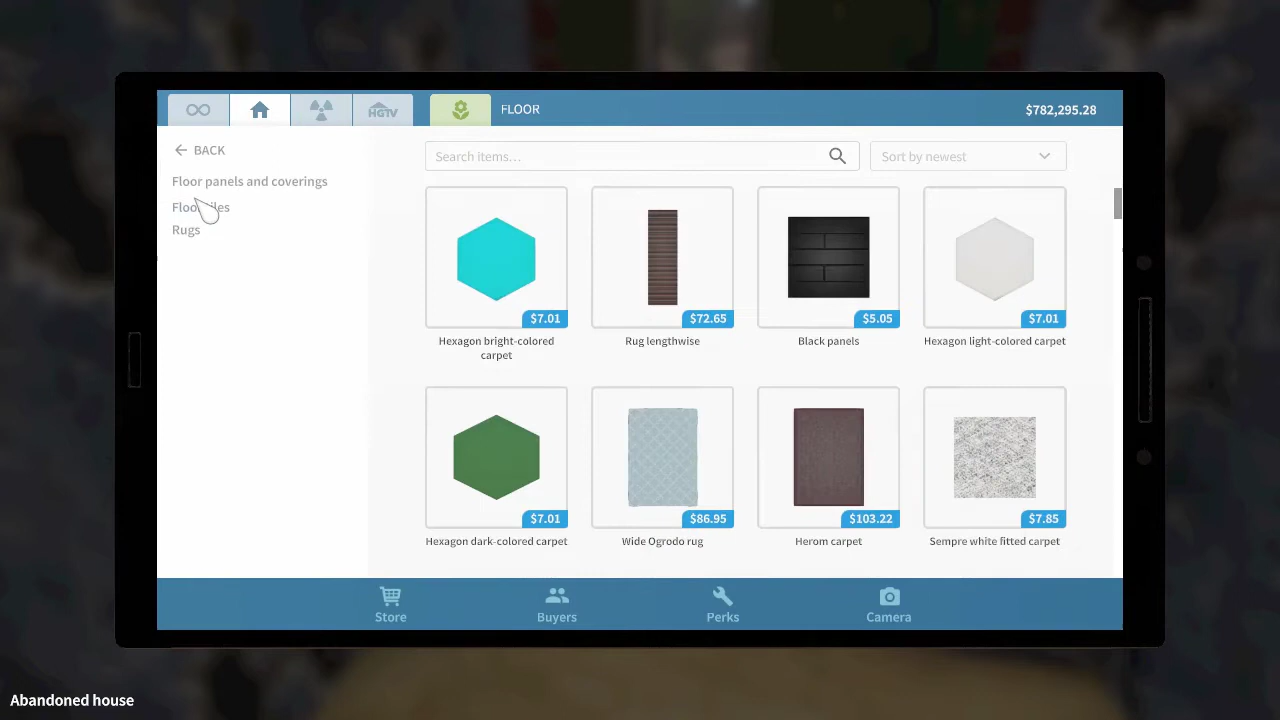 HGTV
FLOOR
$782,295.28
BACK
Search items...
Sort by newest
Floor panels and coverings
Rugs
$7.01
$72.65
$5.05
$7.01
Hexagon bright-colored
carpet
Rug lengthwise
Black panels
Hexagon light-colored carpet
$7.01
$86.95
$103.22
$7.85
Hexagon dark-colored carpet
Wide Ogrodo rug
Herom carpet
Sempre white fitted carpet
Store
Buyers
Perks
Camera
Abandoned house